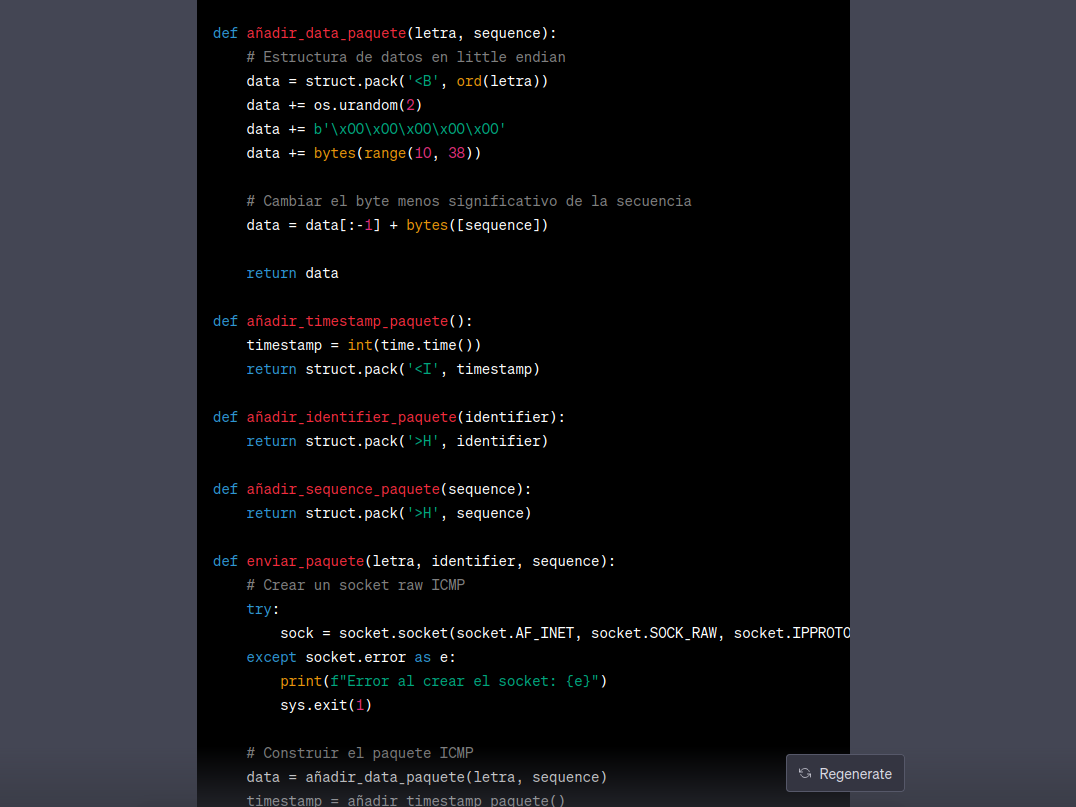 def añadir_data_paquete(letra, sequence):
    # Estructura de datos en little endian
    data = struct.pack('<B', ord(letra))
    data += os.urandom(2)
    data += b'\x00\x00\x00\x00\x00'
    data += bytes(range(10, 38))
    # Cambiar el byte menos significativo de la secuencia
    data = data[:-1] + bytes([sequence])
    return data
def añadir_timestamp_paquete():
    timestamp = int(time.time())
    return struct.pack('<I', timestamp)
def añadir_identifier_paquete(identifier):
    return struct.pack('>H', identifier)
def añadir_sequence_paquete(sequence):
    return struct.pack('>H', sequence)
def enviar_paquete(letra, identifier, sequence):
    # Crear un socket raw ICMP
    try:
        sock = socket.socket(socket.AF_INET, socket.SOCK_RAW, socket.IPPROTO
    except socket.error as e:
        print(f"Error al crear el socket: {e}")
        sys.exit(1)
    # Construir el paquete ICMP
    data = añadir_data_paquete(letra, sequence)
    timestamp = añadir_timestamp_paquete()
Regenerate